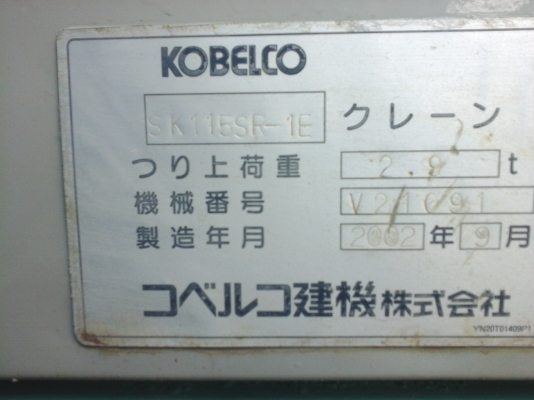 KOBELCO
SK115SR-1E クレーン
つり上荷重 2.9 t
機械番号
製造年月 2002 年 9 月
コベルコ建機株式会社
YN20T01409P1